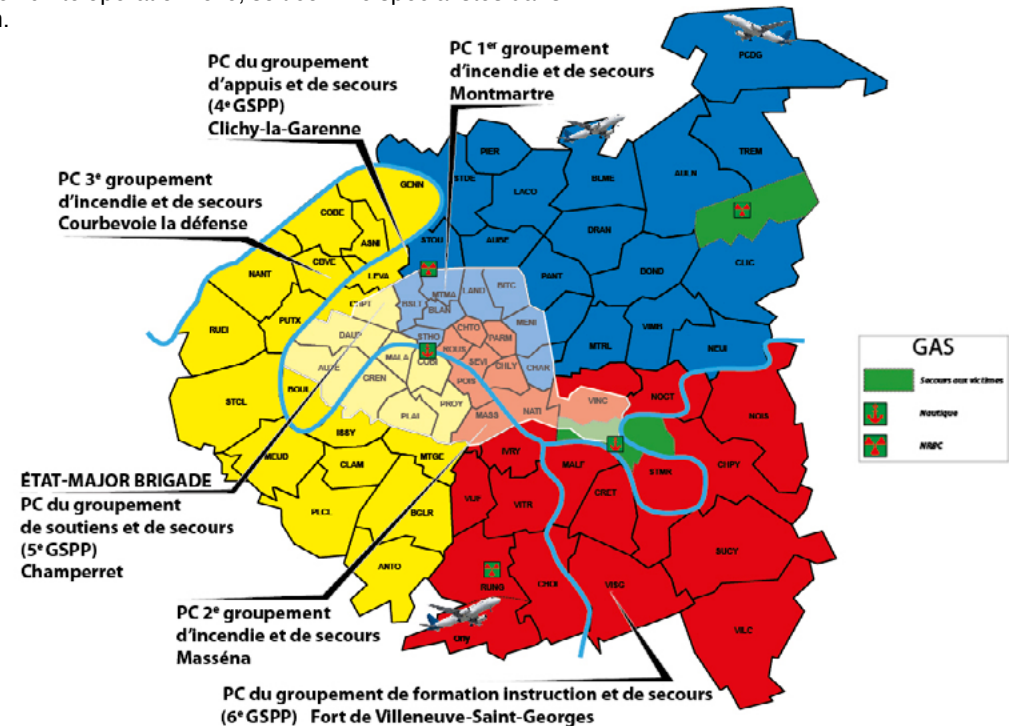 n.
PC 1er groupement
d'incendie et de secours
Montmartre
PC du groupement
d'appuis et de secours
(4e GSPP)
Clichy-la-Garenne
PC 3e groupement
d'incendie et de secours
Courbevoie la défense
ÉTAT-MAJOR BRIGADE
PC du groupement
de soutiens et de secours
(5e GSPP)
Champerret
PC 2e groupement
d'incendie et de secours
Masséna
PC du groupement de formation instruction et de secours
(6e GSPP) Fort de Villeneuve-Saint-Georges
GAS
Secours aux victimes
Nautique
NRBC
PCDG
TREM
AULN
BLME
PIER
STDE
LACO
DRAN
CLIC
GENN
COBE
ASNI
STOU
AUBE
PANT
BOND
NANT
CBVE
LEVA
MTMA
LAND
BITC
BSLT
BLAN
MENI
RUEI
PUTX
DAUP
STHO
CHTO
PARM
ROUS
MTRL
VIMB
NEUI
AUTE
MALA
COBI
SEVI
CHLY
CHAR
GREN
POIS
STCL
BOUL
PLAI
PROY
MASS
NATI
VINC
NOGT
NOIS
ISSY
MEUD
CLAM
MTGE
IVRY
MALF
STMR
CHPY
PLCL
BCLR
VIJF
VITR
CRET
ANTO
SUCY
RUNG
CHOI
VISG
VILC
Orly